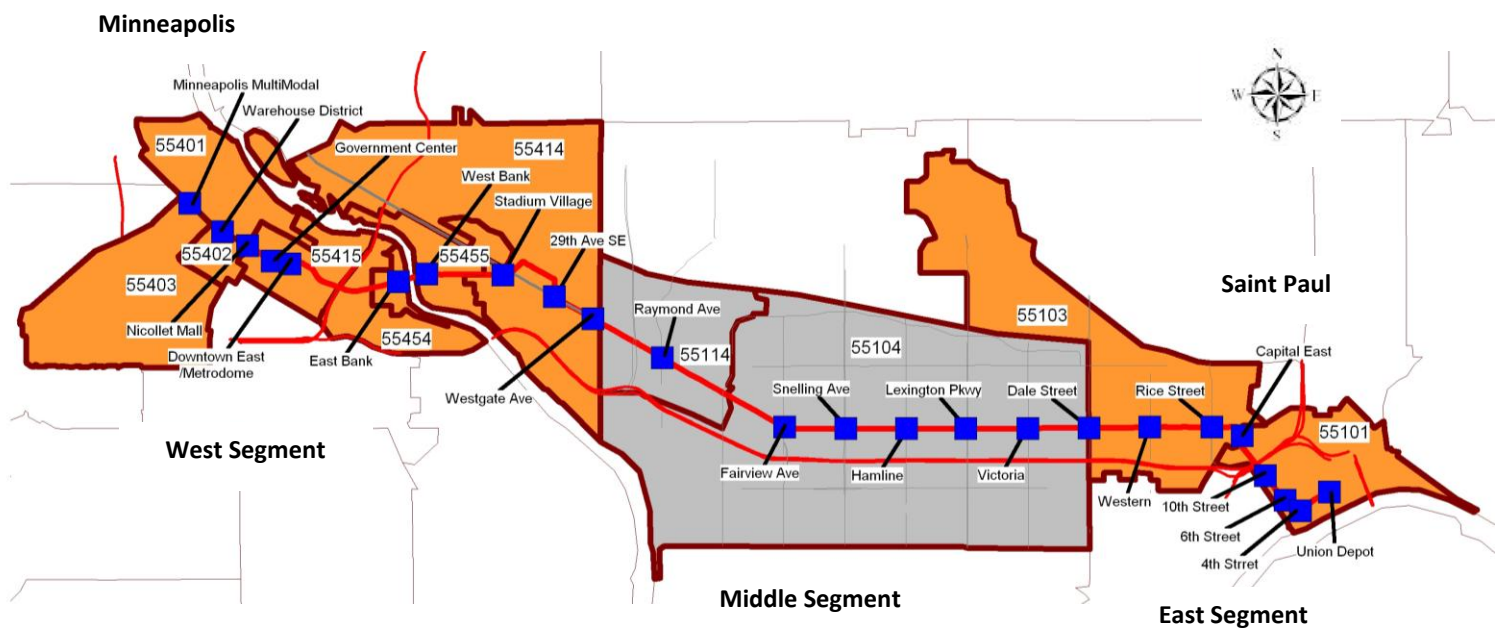 Minneapolis
Minneapolis MultiModal
Warehouse District
N
W
E
S
55401
Government Center
55414
West Bank
Stadium Village
29th Ave SE
55402
55415
55455
55403
Saint Paul
Nicollet Mall
Raymond Ave
55103
Downtown East
/Metrodome
East Bank
55454
55114
55104
Capital East
Westgate Ave
Snelling Ave
Lexington Pkwy
Dale Street
Rice Street
55101
West Segment
Fairview Ave
Hamline
Victoria
Western
10th Street
6th Street
4th Strret
Union Depot
Middle Segment
East Segment